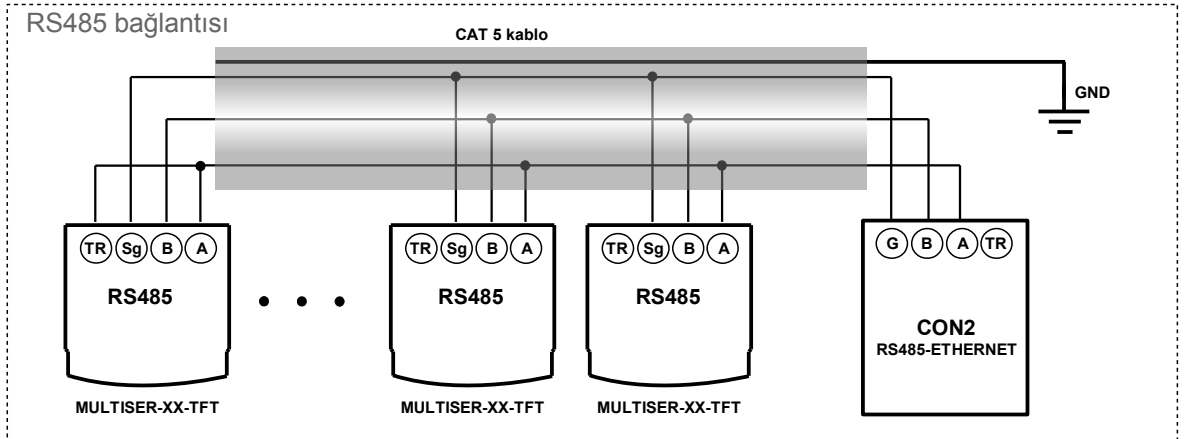 RS485 bağlantısı
CAT 5 kablo
GND
TR Sg B A
RS485
MULTISER-XX-TFT
TR Sg B A
RS485
MULTISER-XX-TFT
TR Sg B A
RS485
MULTISER-XX-TFT
G B A TR
CON2
RS485-ETHERNET